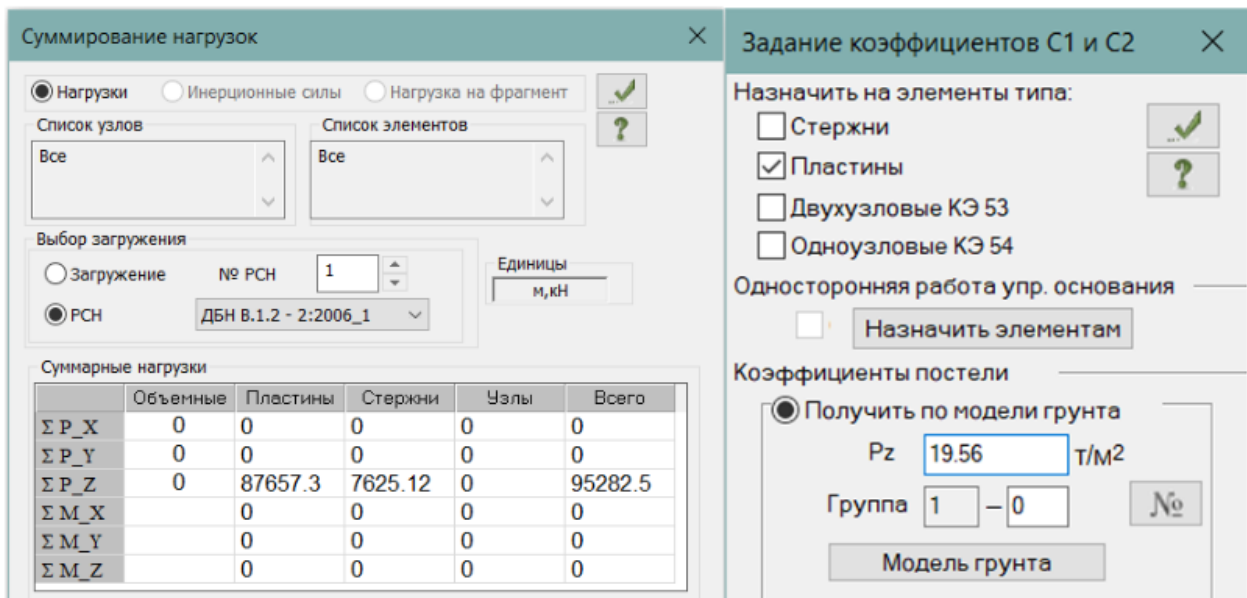 Суммирование нагрузок
Нагрузки Инерционные силы Нагрузка на фрагмент
Список узлов Список элементов
Все Все
Выбор загружения
Загружение № РСН 1
Единицы
м,кН
РСН ДБН В.1.2 - 2:2006_1
Суммарные нагрузки
Объемные Пластины Стержни Узлы Всего
Σ P_X 0 0 0 0 0
Σ P_Y 0 0 0 0 0
Σ P_Z 0 87657.3 7625.12 0 95282.5
Σ M_X 0 0 0 0
Σ M_Y 0 0 0 0
Σ M_Z 0 0 0 0
Задание коэффициентов C1 и C2
Назначить на элементы типа:
Стержни
Пластины
Двухузловые КЭ 53
Одноузловые КЭ 54
Односторонняя работа упр. основания
Назначить элементам
Коэффициенты постели
Получить по модели грунта
Pz 19.56 т/м2
Группа 1 – 0 №
Модель грунта